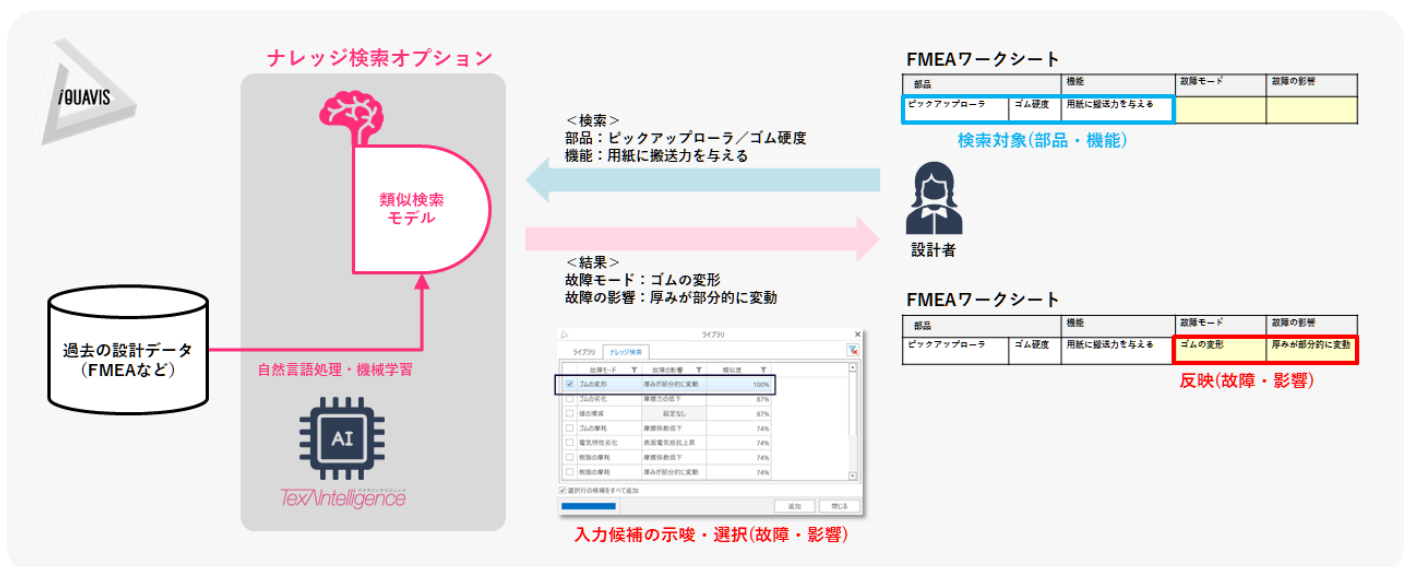 iQUAVIS
ナレッジ検索オプション
類似検索
モデル
過去の設計データ
(FMEAなど)
自然言語処理・機械学習
AI
TexAIntelligence
＜検索＞
部品：ピックアップローラ／ゴム硬度
機能：用紙に搬送力を与える
＜結果＞
故障モード：ゴムの変形
故障の影響：厚みが部分的に変動
ライブラリ
ライブラリ ナレッジ検索
故障モード 故障の影響 類似度
ゴムの変形 厚みが部分的に変動 100%
ゴムの劣化 摩擦力の低下 87%
値の増減 設定なし 87%
ゴムの摩耗 摩擦係数低下 74%
電気特性劣化 表面電気抵抗上昇 74%
樹脂の摩耗 摩擦係数低下 74%
樹脂の摩耗 厚みが部分的に変動 74%
選択行の候補をすべて追加
追加 閉じる
入力候補の示唆・選択(故障・影響)
FMEAワークシート
部品 機能 故障モード 故障の影響
ピックアップローラ ゴム硬度 用紙に搬送力を与える
検索対象(部品・機能)
設計者
FMEAワークシート
部品 機能 故障モード 故障の影響
ピックアップローラ ゴム硬度 用紙に搬送力を与える ゴムの変形 厚みが部分的に変動
反映(故障・影響)